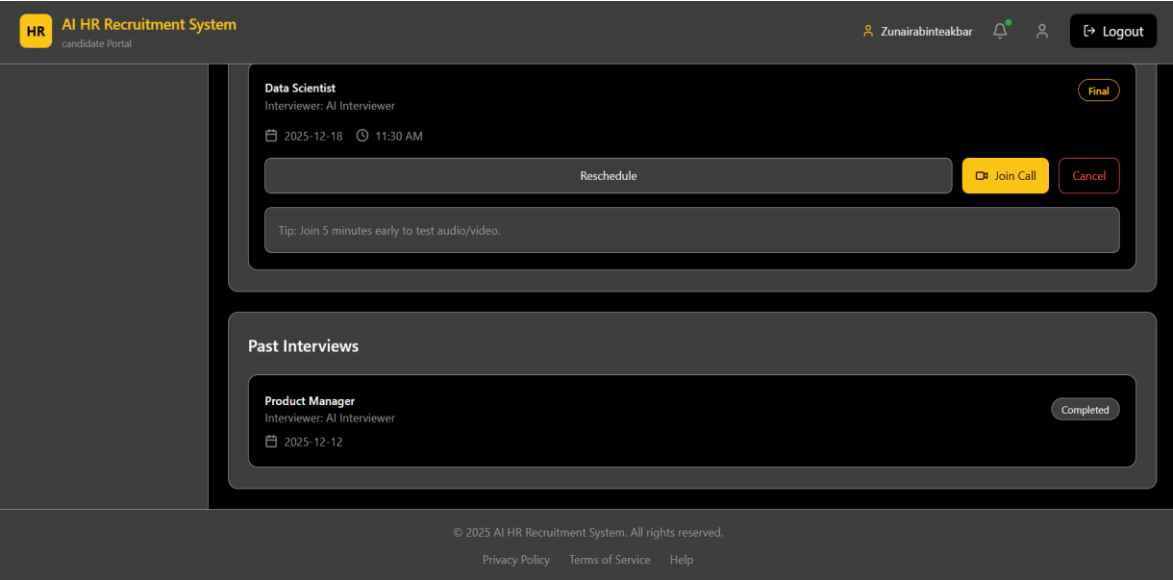 HR
AI HR Recruitment System
candidate Portal
Zunairabinteakbar
Logout
Data Scientist
Final
Interviewer: AI Interviewer
2025-12-18 11:30 AM
Reschedule
Join Call
Cancel
Tip: Join 5 minutes early to test audio/video.
Past Interviews
Product Manager
Interviewer: AI Interviewer
Completed
2025-12-12
© 2025 AI HR Recruitment System. All rights reserved.
Privacy Policy Terms of Service Help